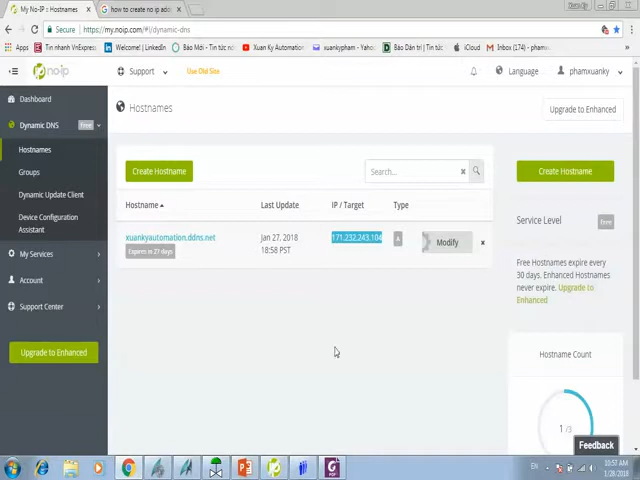 My No-IP :: Hostnames
how to create no ip add
Xuan Ky
Secure
https://my.noip.com/#!/dynamic-dns
Apps
Tin nhanh VnExpress
Welcome! | LinkedIn
Báo Mới - Tin tức
Xuan Ky Automation
xuankypham - YouTube
Báo Dân trí | Tin tức
iCloud
Inbox (174) - pham
no-ip
Support
Use Old Site
Language
phamxuanky
Dashboard
Hostnames
Upgrade to Enhanced
Dynamic DNS
Free
Hostnames
Groups
Dynamic Update Client
Device Configuration
Assistant
My Services
Account
Support Center
Upgrade to Enhanced
Create Hostname
Search...
Hostname
Last Update
IP / Target
Type
xuankyautomation.ddns.net
Expires in 27 days
Jan 27, 2018
18:58 PST
171.232.243.104
A
Modify
x
Create Hostname
Service Level
Free
Free Hostnames expire every
30 days. Enhanced Hostnames
never expire. Upgrade to
Enhanced
Hostname Count
1 /3
Feedback
EN
10:57 AM
1/28/2018